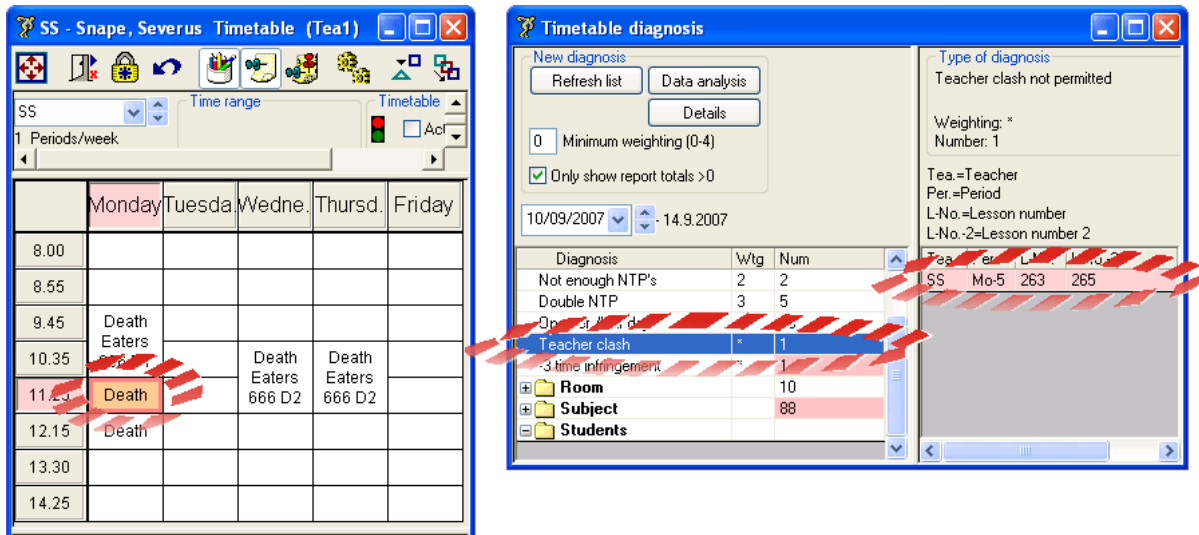 SS - Snape, Severus Timetable (Tea1)
SS
Time range
Timetable
1 Periods/week
Monday Tuesda. Wedne. Thursd. Friday
8.00
8.55
9.45 Death
Eaters
10.35 Death Death
Eaters Eaters
666 D2 666 D2
Death
12.15 Death
13.30
14.25
Timetable diagnosis
New diagnosis
Refresh list Data analysis
Details
0 Minimum weighting (0-4)
Only show report totals >0
10/09/2007 - 14.9.2007
Diagnosis Wtg Num
Not enough NTP's 2 2
Double NTP 3 5
Teacher clash * 1
-3 time infringement * 1
Room 10
Subject 88
Students
Type of diagnosis
Teacher clash not permitted
Weighting: *
Number: 1
Tea.=Teacher
Per.=Period
L-No.=Lesson number
L-No.-2=Lesson number 2
SS Mo-5 263 265